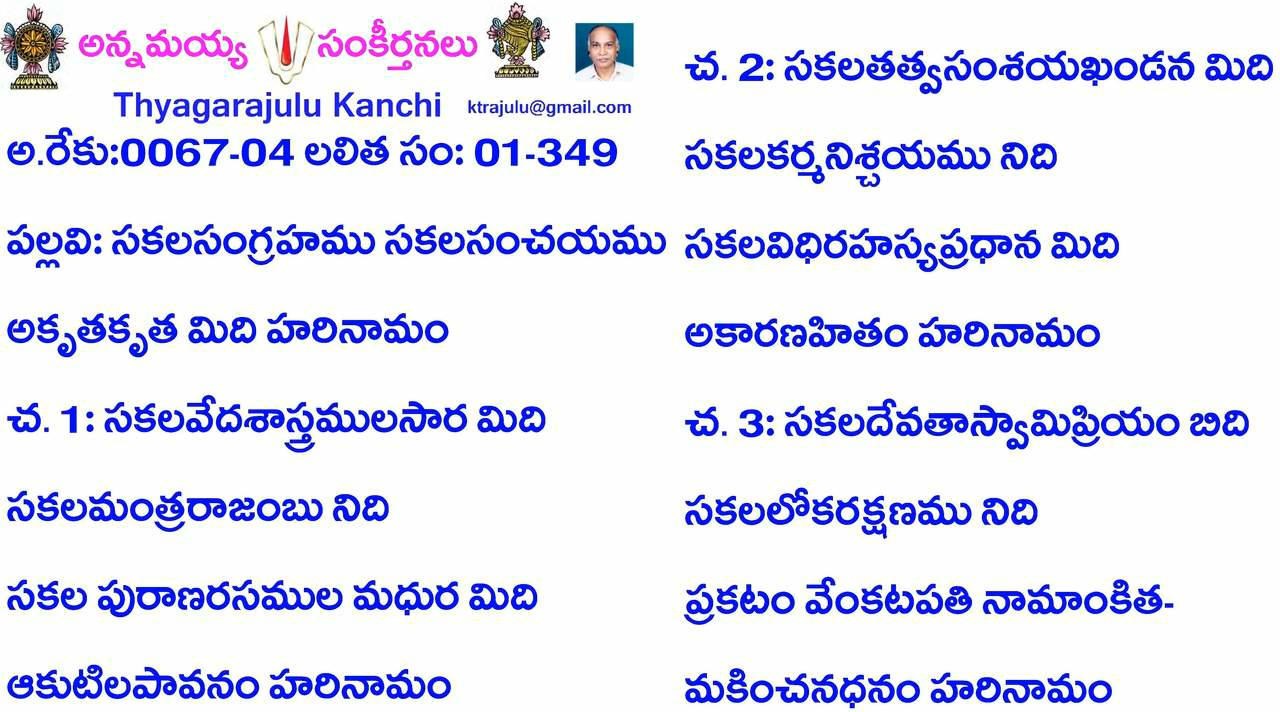 అన్నమయ్య సంకీర్తనలు
Thyagarajulu Kanchi ktrajulu@gmail.com
అ.రేకు:0067-04 లలిత సం: 01-349
పల్లవి: సకలసంగ్రహము సకలసంచయము
అకృతకృత మిది హరినామం
చ. 1: సకలవేదశాస్త్రములసార మిది
సకలమంత్రరాజంబు నిది
సకల పురాణరసముల మధుర మిది
ఆకుటిలపావనం హరినామం
చ. 2: సకలతత్వసంశయఖండన మిది
సకలకర్మనిశ్చయము నిది
సకలవిధిరహస్యప్రధాన మిది
అకారణహితం హరినామం
చ. 3: సకలదేవతాస్వామిప్రియం బిది
సకలలోకరక్షణము నిది
ప్రకటం వేంకటపతి నామాంకిత-
మకించనధనం హరినామం